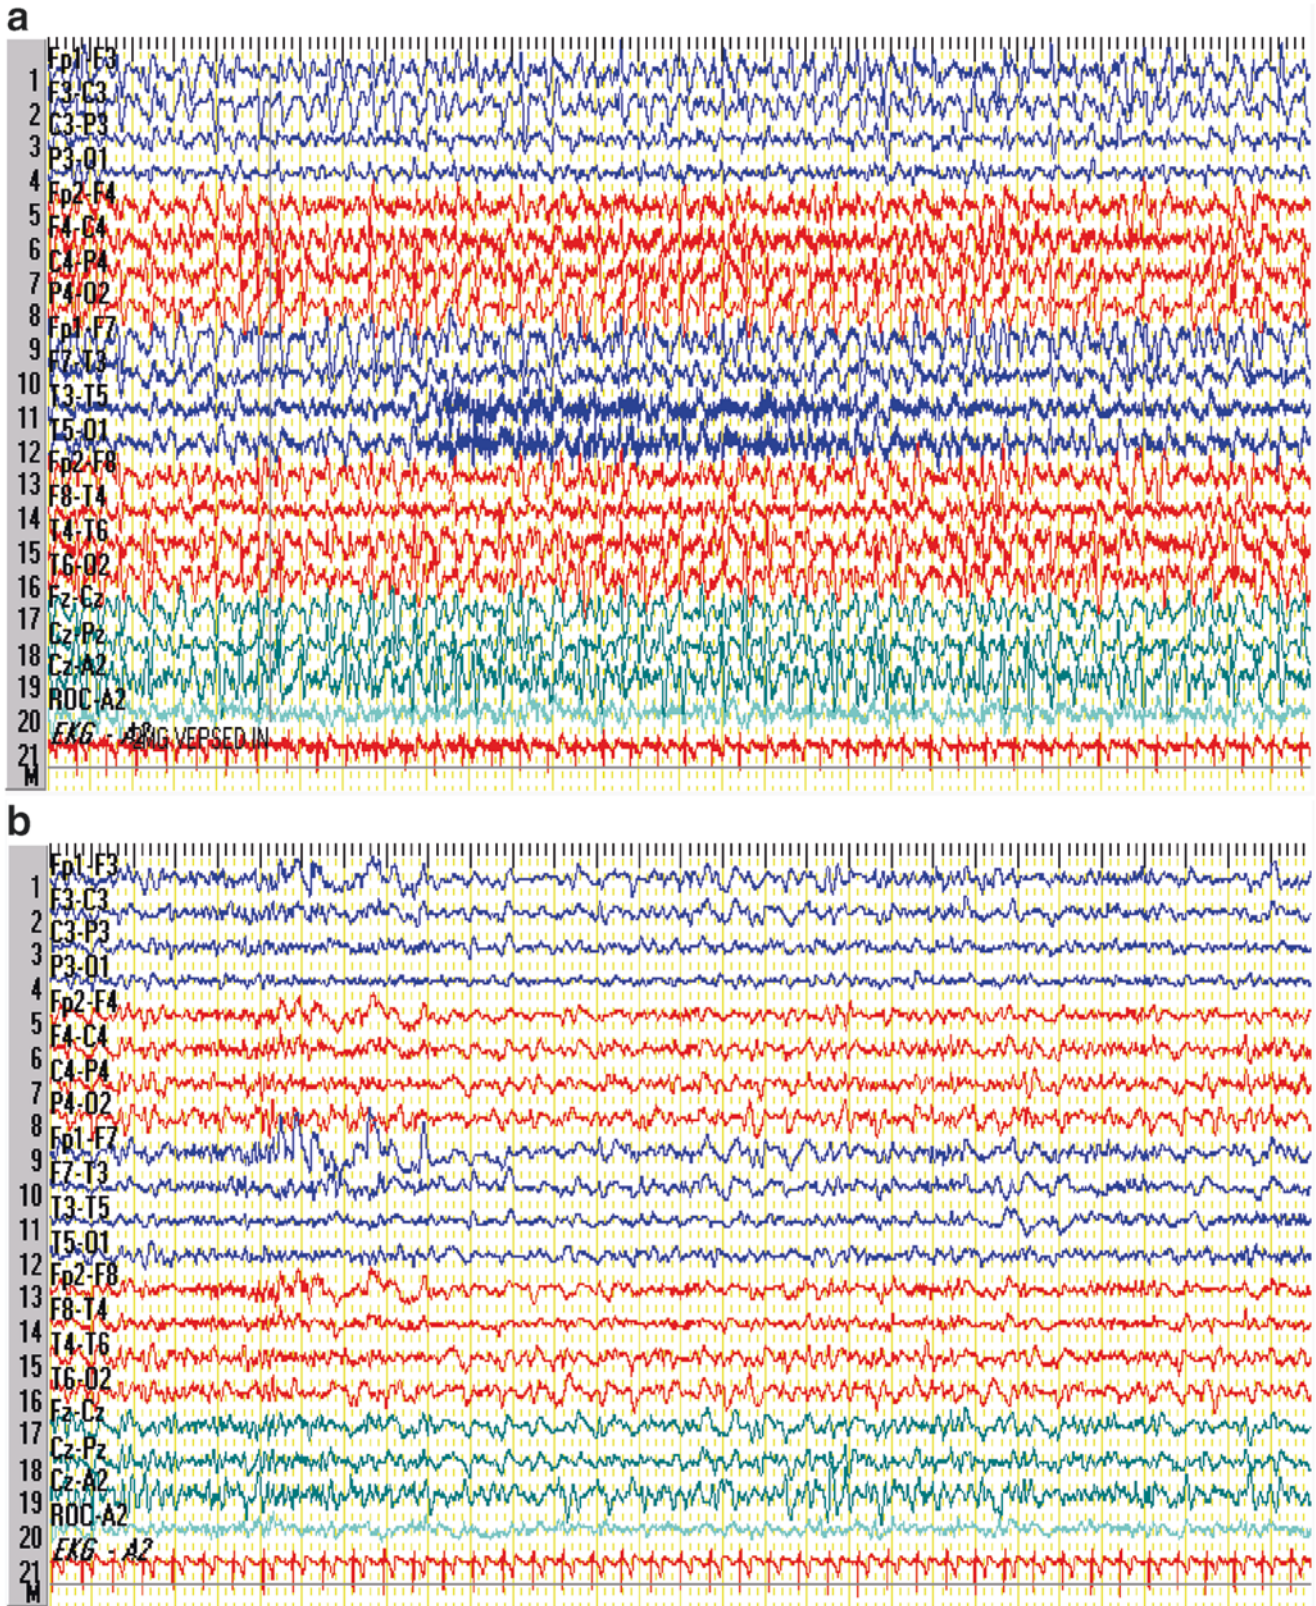 a
Fp1-F3
1
F3-C3
2
C3-P3
3
P3-O1
4
Fp2-F4
5
F4-C4
6
C4-P4
7
P4-O2
8
Fp1-F7
9
F7-T3
10
T3-T5
11
T5-O1
12
Fp2-F8
13
F8-T4
14
T4-T6
15
T6-O2
16
Fz-Cz
17
Cz-Pz
18
Cz-A2
19
ROC-A2
20
EKG - VERSED IN
21
M
b
Fp1-F3
1
F3-C3
2
C3-P3
3
P3-O1
4
Fp2-F4
5
F4-C4
6
C4-P4
7
P4-O2
8
Fp1-F7
9
F7-T3
10
T3-T5
11
T5-O1
12
Fp2-F8
13
F8-T4
14
T4-T6
15
T6-O2
16
Fz-Cz
17
Cz-Pz
18
Cz-A2
19
ROC-A2
20
EKG - A2
21
M